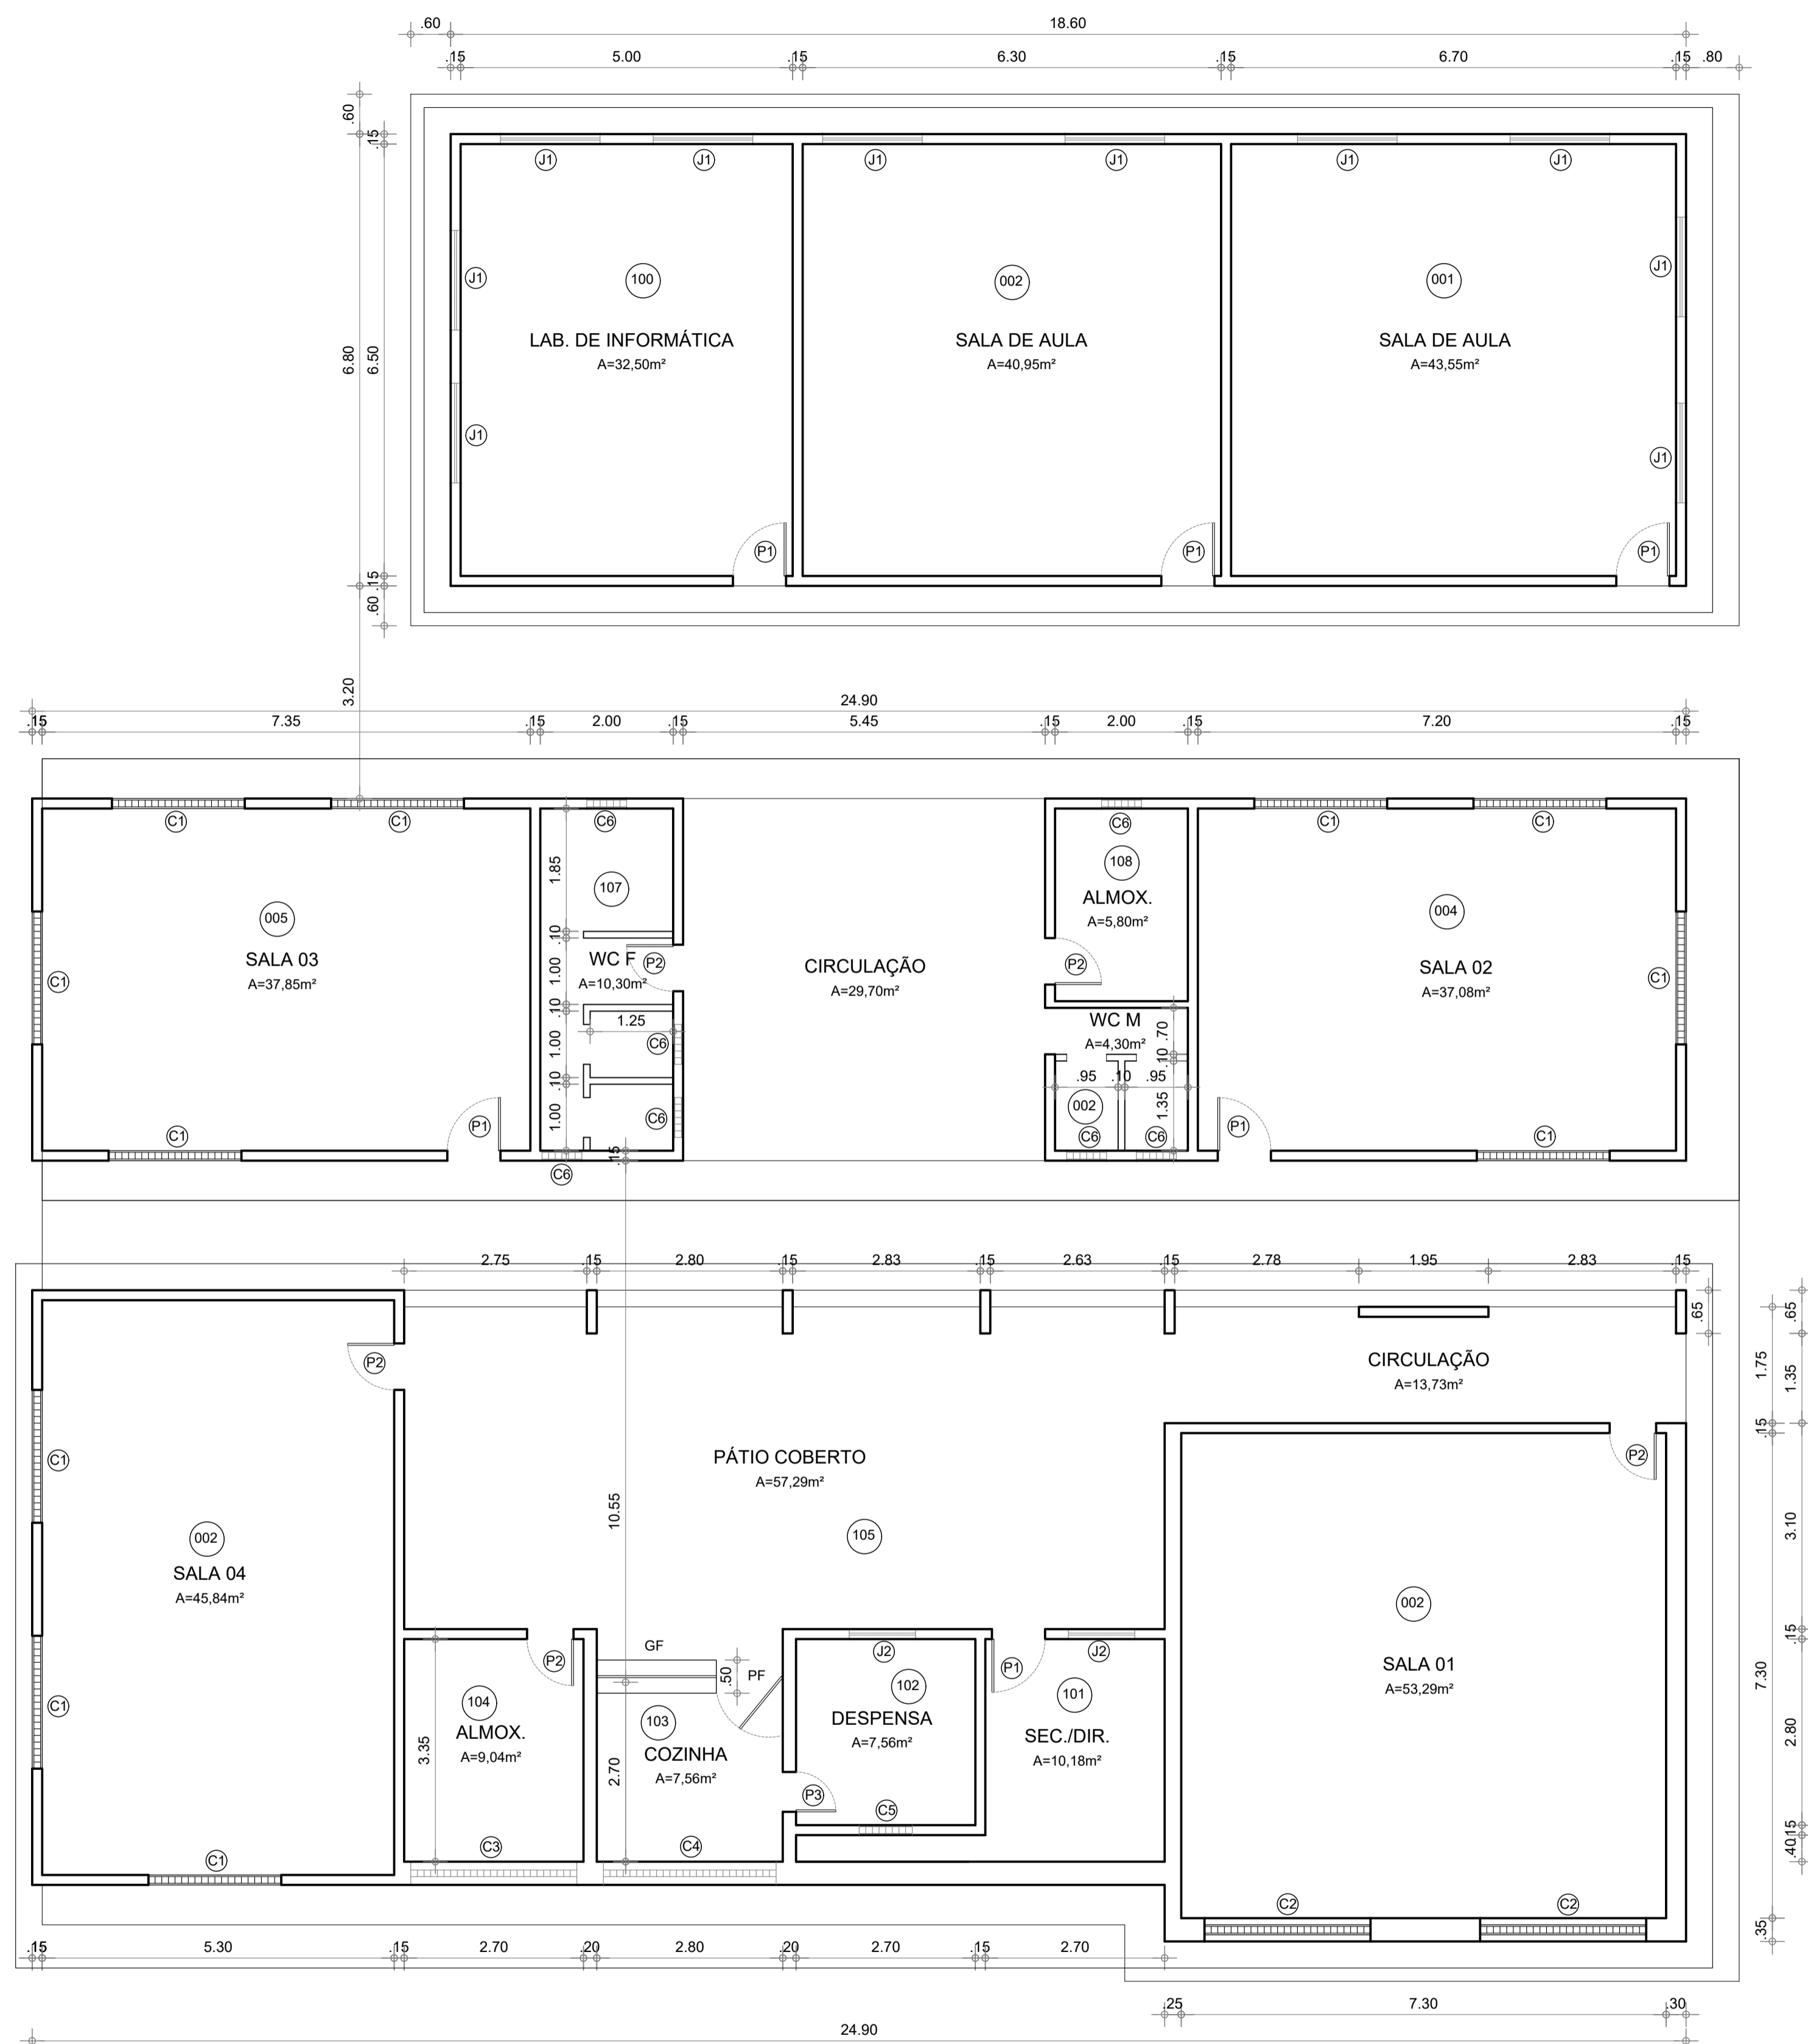 .60
18.60
.15
5.00
.15
6.30
.15
6.70
.15
.80
.60
.15
J1
J1
J1
J1
J1
J1
J1
100
002
001
J1
6.80
6.50
LAB. DE INFORMÁTICA
SALA DE AULA
SALA DE AULA
A=32,50m²
A=40,95m²
A=43,55m²
J1
J1
P1
P1
P1
.15
.60
3.20
24.90
.15
7.35
.15
2.00
.15
5.45
.15
2.00
.15
7.20
.15
C1
C1
C6
C6
C1
C1
1.85
107
108
005
ALMOX.
004
A=5,80m²
.10
SALA 03
WC F
P2
CIRCULAÇÃO
P2
SALA 02
A=37,85m²
1.00
A=10,30m²
A=29,70m²
A=37,08m²
C1
C1
.10
1.25
WC M
.70
1.00
C6
A=4,30m²
.10
.10
.95
.10
.95
002
1.35
C1
P1
1.00
C6
C6
C6
P1
C1
.15
C6
2.75
.15
2.80
.15
2.83
.15
2.63
.15
2.78
1.95
2.83
.15
.65
.65
P2
CIRCULAÇÃO
A=13,73m²
1.75
1.35
.15
C1
PÁTIO COBERTO
A=57,29m²
P2
10.55
105
3.10
002
SALA 04
A=45,84m²
002
GF
J2
J2
.15
P2
.50
PF
P1
SALA 01
A=53,29m²
7.30
C1
104
103
102
101
ALMOX.
A=9,04m²
DESPENSA
A=7,56m²
SEC./DIR.
A=10,18m²
2.80
3.35
2.70
COZINHA
A=7,56m²
P3
C5
C3
C4
.15
.40
C1
C2
C2
.35
.15
5.30
.15
2.70
.20
2.80
.20
2.70
.15
2.70
.25
7.30
.30
24.90